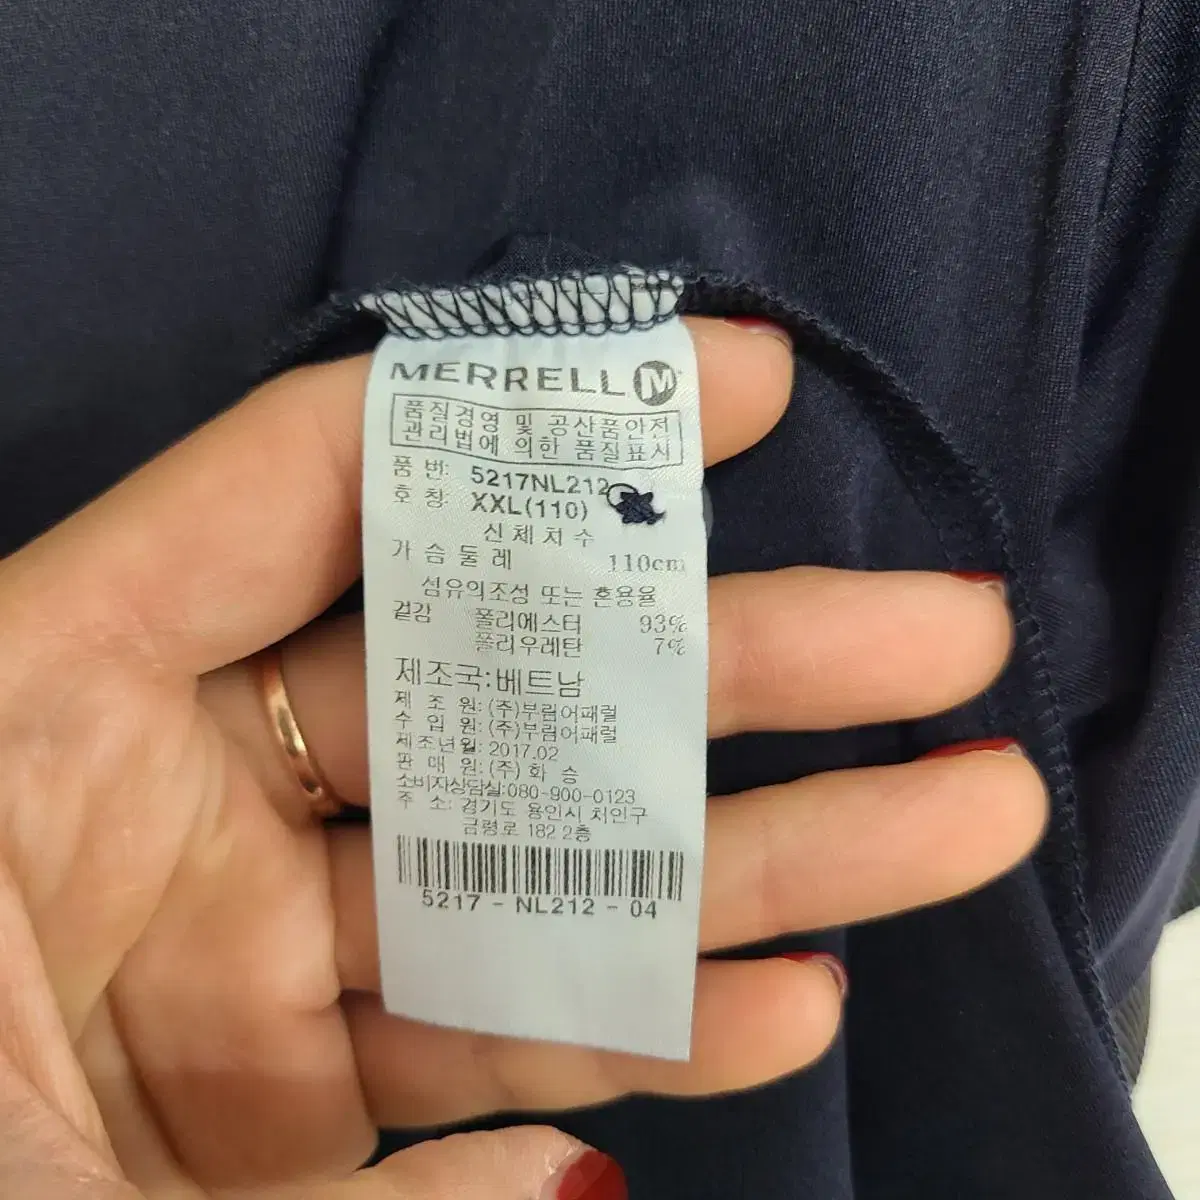 MERRELL M
품질경영 및 공산품안전
관리법에 의한 품질표시
품 번: 5217NL212
호 칭: XXL(110)
신체치수
가슴둘레 110cm
섬유의조성 또는 혼용율
겉감 폴리에스터 93%
폴리우레탄 7%
제조국:베트남
제 조 원: (주)부림어패럴
수 입 원: (주)부림어패럴
제조년월: 2017.02
판 매 원: (주) 화 승
소비자상담실:080-900-0123
주 소: 경기도 용인시 처인구
금령로 182 2층
5217 - NL212 - 04